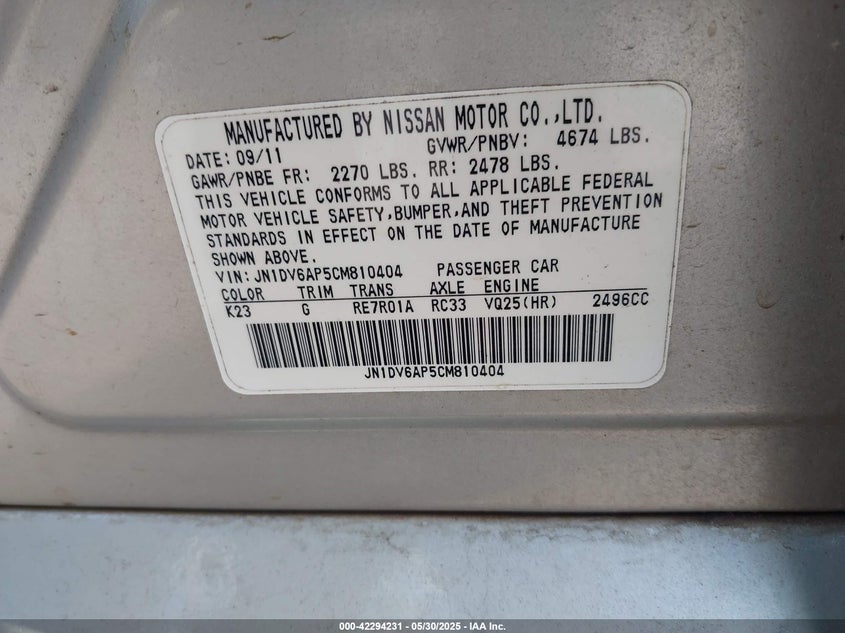 MANUFACTURED BY NISSAN MOTOR CO.,LTD.
DATE: 09/11 GVWR/PNBV: 4674 LBS.
GAWR/PNBE FR: 2270 LBS. RR: 2478 LBS.
THIS VEHICLE CONFORMS TO ALL APPLICABLE FEDERAL
MOTOR VEHICLE SAFETY,BUMPER,AND THEFT PREVENTION
STANDARDS IN EFFECT ON THE DATE OF MANUFACTURE
SHOWN ABOVE.
VIN: JN1DV6AP5CM810404 PASSENGER CAR
COLOR TRIM TRANS AXLE ENGINE
K23 G RE7R01A RC33 VQ25(HR) 2496CC
JN1DV6AP5CM810404
000-42294231 — 05/30/2025 — IAA Inc.